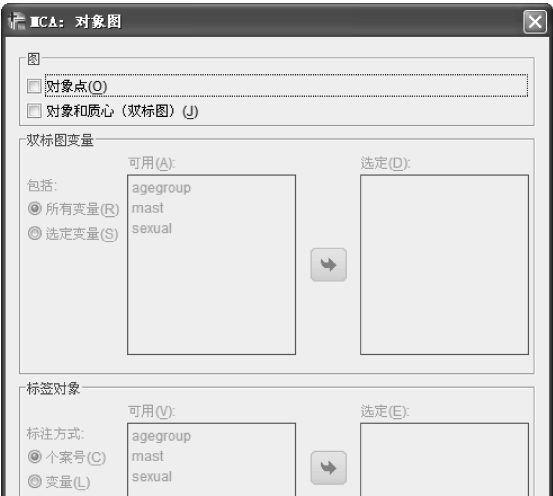 MCA: 对象图
图
对象点(O)
对象和质心（双标图）(J)
双标图变量
可用(A):
选定(D):
包括:
所有变量(R)
选定变量(S)
agegroup
mast
sexual
标签对象
可用(V):
选定(E):
标注方式:
个案号(C)
变量(L)
agegroup
mast
sexual